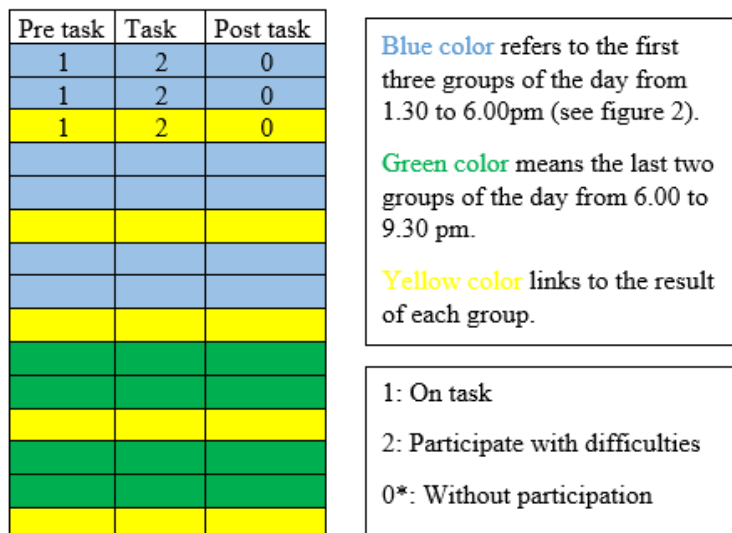 Pre task Task Post task
1 2 0
1 2 0
1 2 0
Blue color refers to the first
three groups of the day from
1.30 to 6.00pm (see figure 2).
Green color means the last two
groups of the day from 6.00 to
9.30 pm.
Yellow color links to the result
of each group.
1: On task
2: Participate with difficulties
0*: Without participation